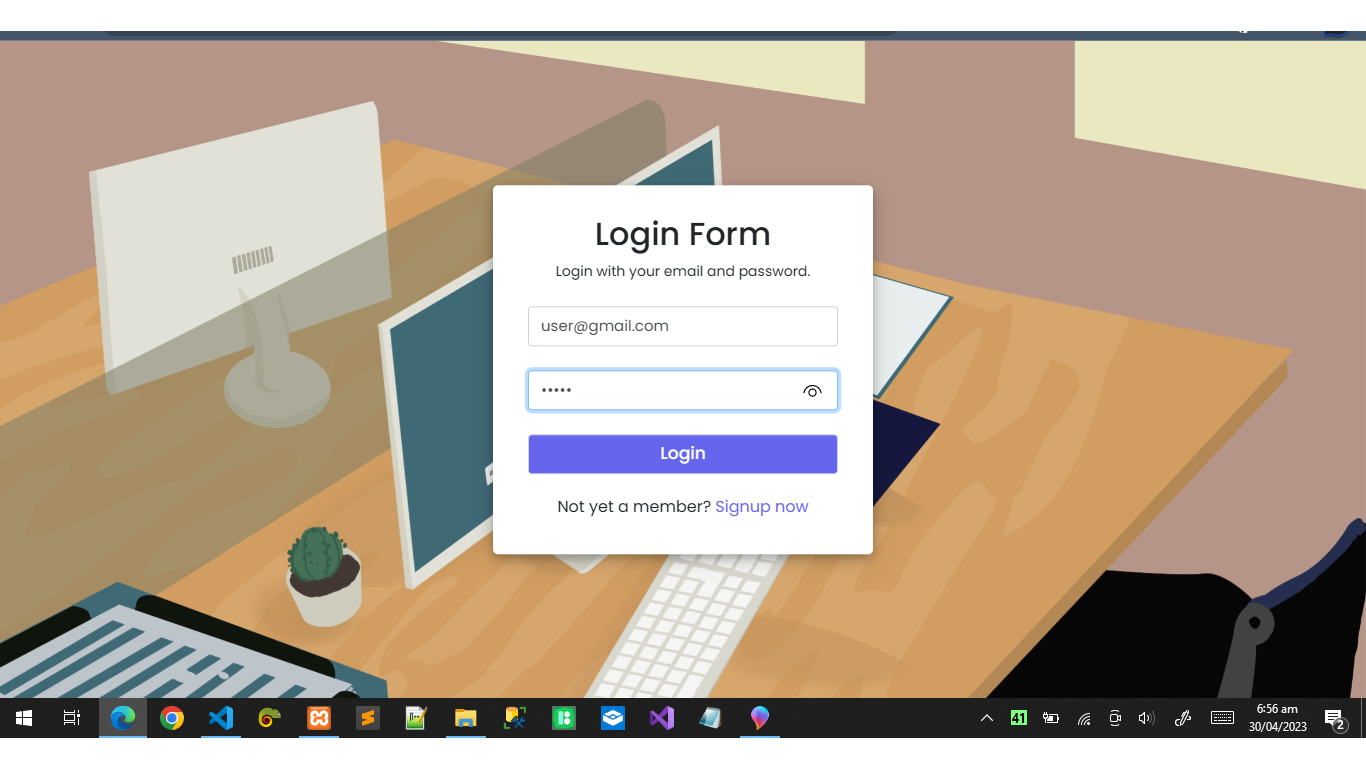 Login Form
Login with your email and password.
user@gmail.com
•••••
Login
Not yet a member? Signup now
41
6:56 am
30/04/2023
2